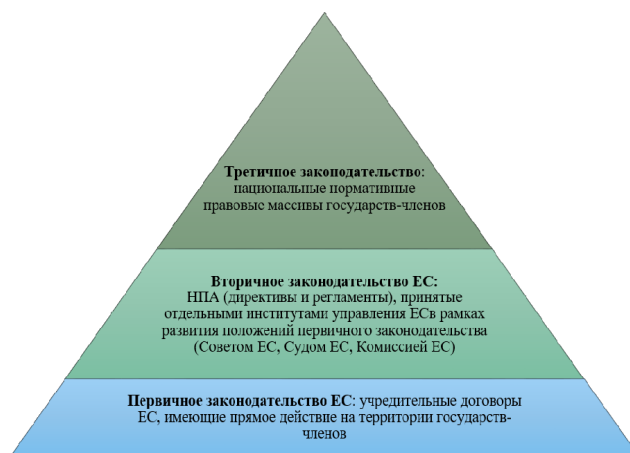 Третичное законодательство:
национальные нормативные
правовые массивы государств-членов
Вторичное законодательство ЕС:
НПА (директивы и регламенты), принятые
отдельными институтами управления ЕСв рамках
развития положений первичного законодательства
(Советом ЕС, Судом ЕС, Комиссией ЕС)
Первичное законодательство ЕС: учредительные договоры
ЕС, имеющие прямое действие на территории государств-
членов